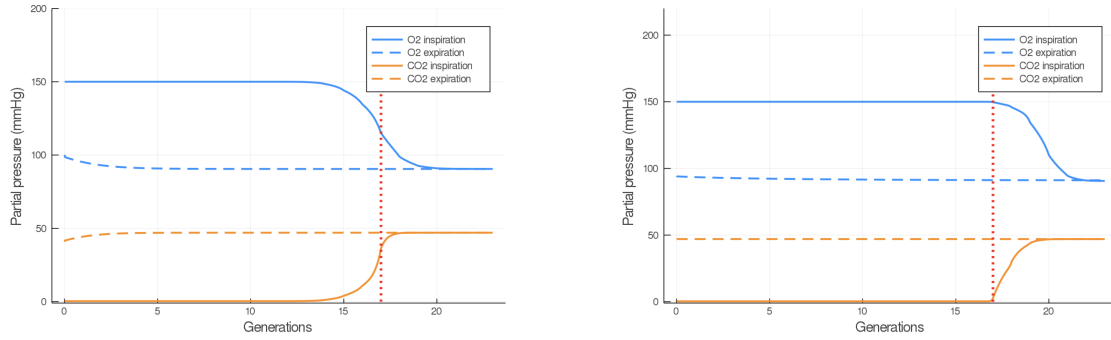 200
150
100
50
0
Partial pressure (mmHg)
O2 inspiration
O2 expiration
CO2 inspiration
CO2 expiration
0 5 10 15 20
Generations
200
150
100
50
0
Partial pressure (mmHg)
O2 inspiration
O2 expiration
CO2 inspiration
CO2 expiration
0 5 10 15 20
Generations